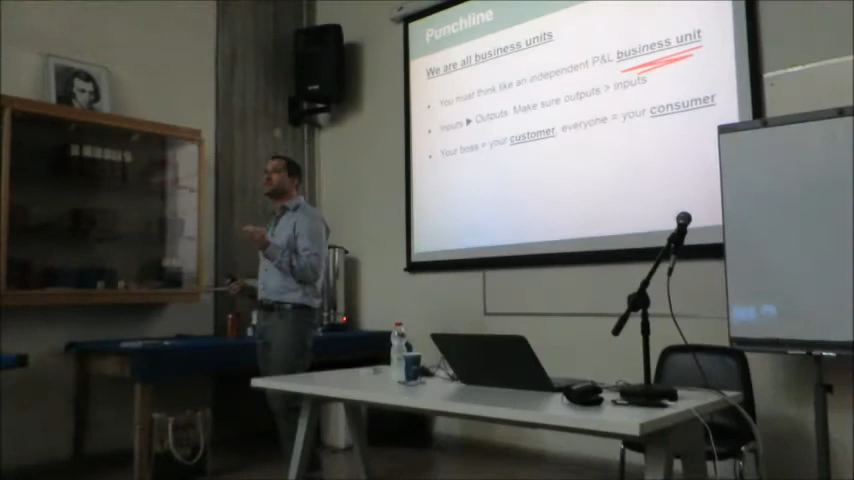 Punchline
We are all business units
• You must think like an independent P&L business unit
• Inputs ► Outputs. Make sure outputs > inputs
• Your boss = your customer, everyone = your consumer